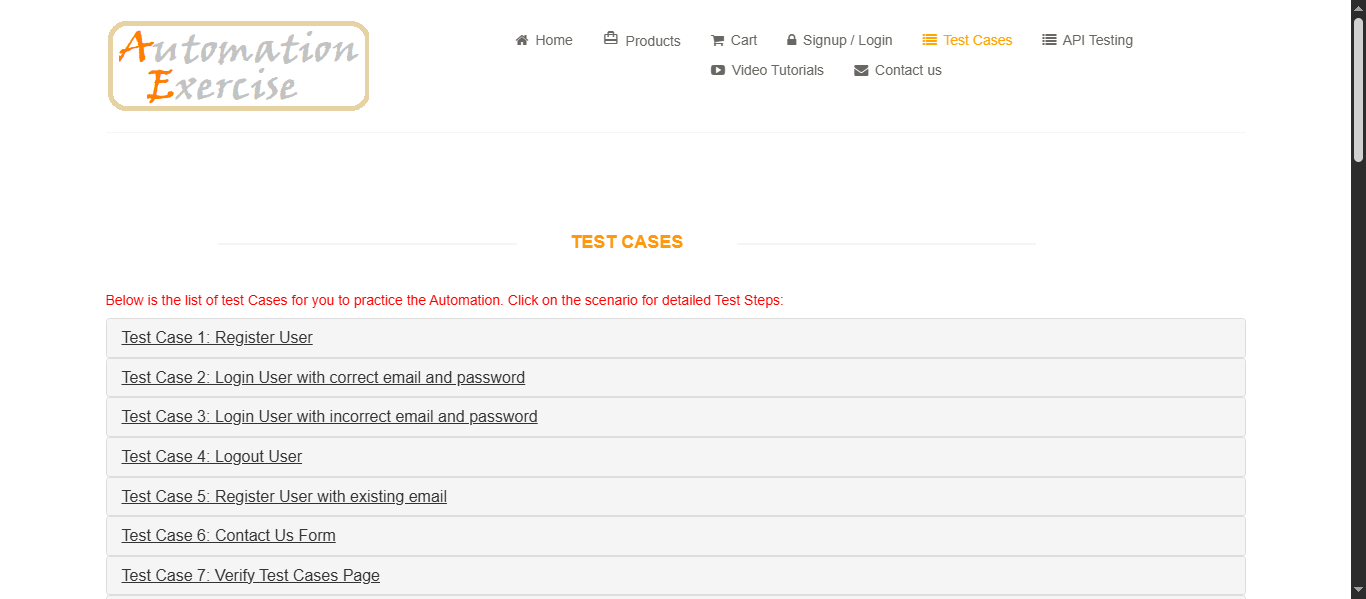 Automation
Exercise
Home Products Cart Signup / Login Test Cases API Testing
Video Tutorials Contact us
TEST CASES
Below is the list of test Cases for you to practice the Automation. Click on the scenario for detailed Test Steps:
Test Case 1: Register User
Test Case 2: Login User with correct email and password
Test Case 3: Login User with incorrect email and password
Test Case 4: Logout User
Test Case 5: Register User with existing email
Test Case 6: Contact Us Form
Test Case 7: Verify Test Cases Page